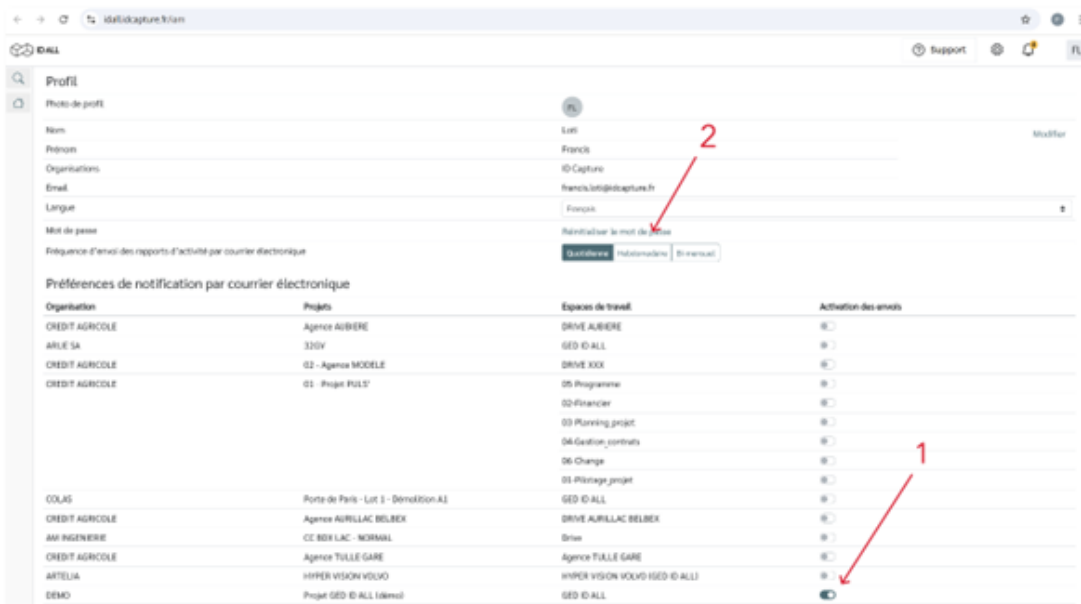 idall.idcapture.fr/am
ID ALL Support FL
Profil
Photo de profil FL
Nom Loti Modifier
Prénom Francis
Organisations ID Capture
Email francis.loti@idcapture.fr
Langue Français
Mot de passe Réinitialiser le mot de passe
Fréquence d'envoi des rapports d'activité par courrier électronique Quotidienne Hebdomadaire Bi-mensuel
2
Préférences de notification par courrier électronique
Organisation Projets Espaces de travail Activation des envois
CREDIT AGRICOLE Agence AUBIERE DRIVE AUBIERE
ARLIE SA 32GV GED ID ALL
CREDIT AGRICOLE 02 - Agence MODELE DRIVE XXX
CREDIT AGRICOLE 01 - Projet PULS' 05-Programme
02-Financier
03-Planning_projet
04-Gestion_contrats
06-Change
01-Pilotage_projet
1
COLAS Porte de Paris - Lot 1 - Démolition A1 GED ID ALL
CREDIT AGRICOLE Agence AURILLAC BELBEX DRIVE AURILLAC BELBEX
AM INGENIERIE CC BDX LAC - NORMAL Drive
CREDIT AGRICOLE Agence TULLE GARE Agence TULLE GARE
ARTELIA HYPER VISION VOLVO HYPER VISION VOLVO (GED ID ALL)
DEMO Projet GED ID ALL (démo) GED ID ALL